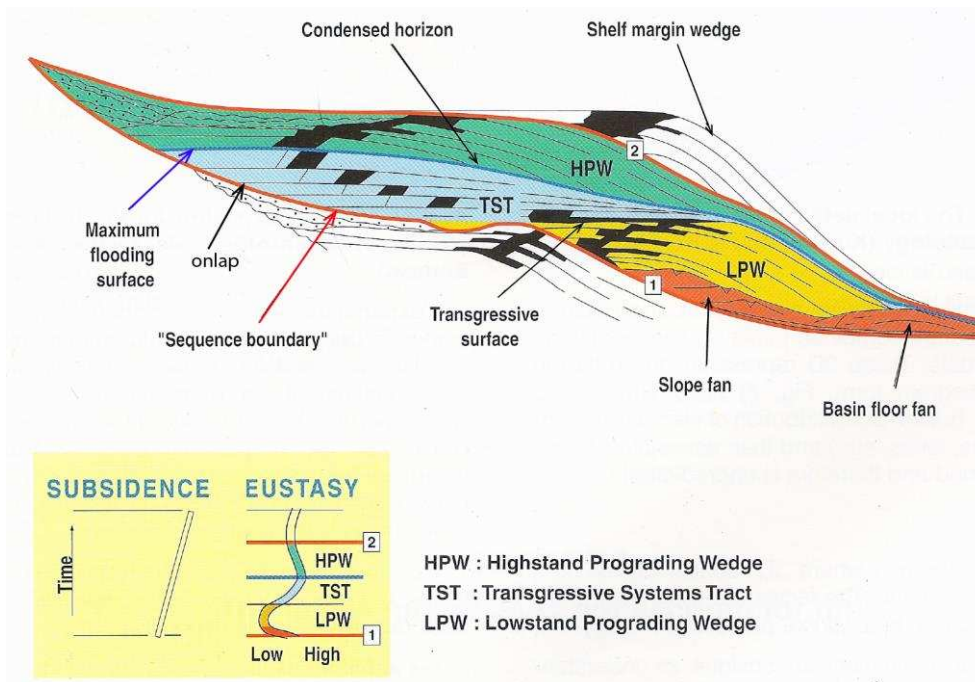 Condensed horizon
Shelf margin wedge
2
HPW
TST
LPW
1
Maximum
flooding
surface
onlap
"Sequence boundary"
Transgressive
surface
Slope fan
Basin floor fan
SUBSIDENCE
EUSTASY
Time
2
HPW
TST
LPW
1
Low
High
HPW : Highstand Prograding Wedge
TST : Transgressive Systems Tract
LPW : Lowstand Prograding Wedge